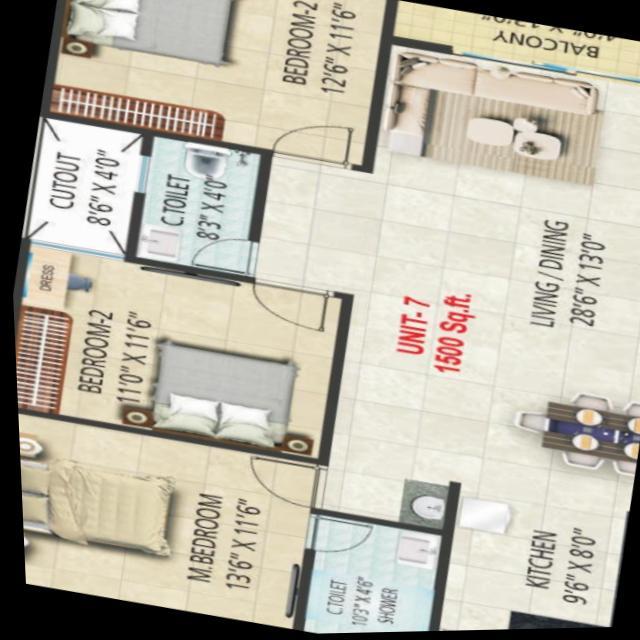 BALCONY
BEDROOM-2
12'6" X 11'6"
CUTOUT
8'6" X 4'0"
C.TOILET
8'3" X 4'0"
DRESS
BEDROOM-2
11'0" X 11'6"
UNIT- 7
1500 Sq.ft.
LIVING / DINING
28'6" X 13'0"
M.BEDROOM
13'6" X 11'6"
C.TOILET
10'3" X 4'6"
SHOWER
KITCHEN
9'6" X 8'0"